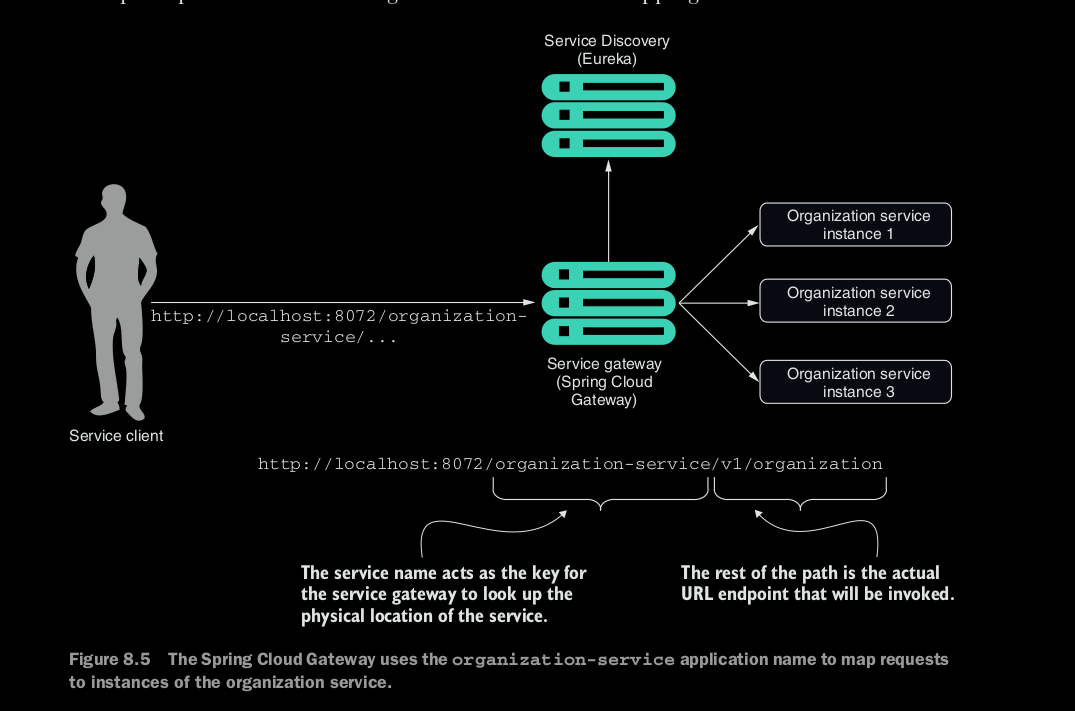 Service Discovery
(Eureka)
Organization service
instance 1
Organization service
instance 2
http://localhost:8072/organization-
service/...
Service gateway
(Spring Cloud
Gateway)
Organization service
instance 3
Service client
http://localhost:8072/organization-service/v1/organization
The service name acts as the key for
the service gateway to look up the
physical location of the service.
The rest of the path is the actual
URL endpoint that will be invoked.
Figure 8.5 The Spring Cloud Gateway uses the organization-service application name to map requests
to instances of the organization service.